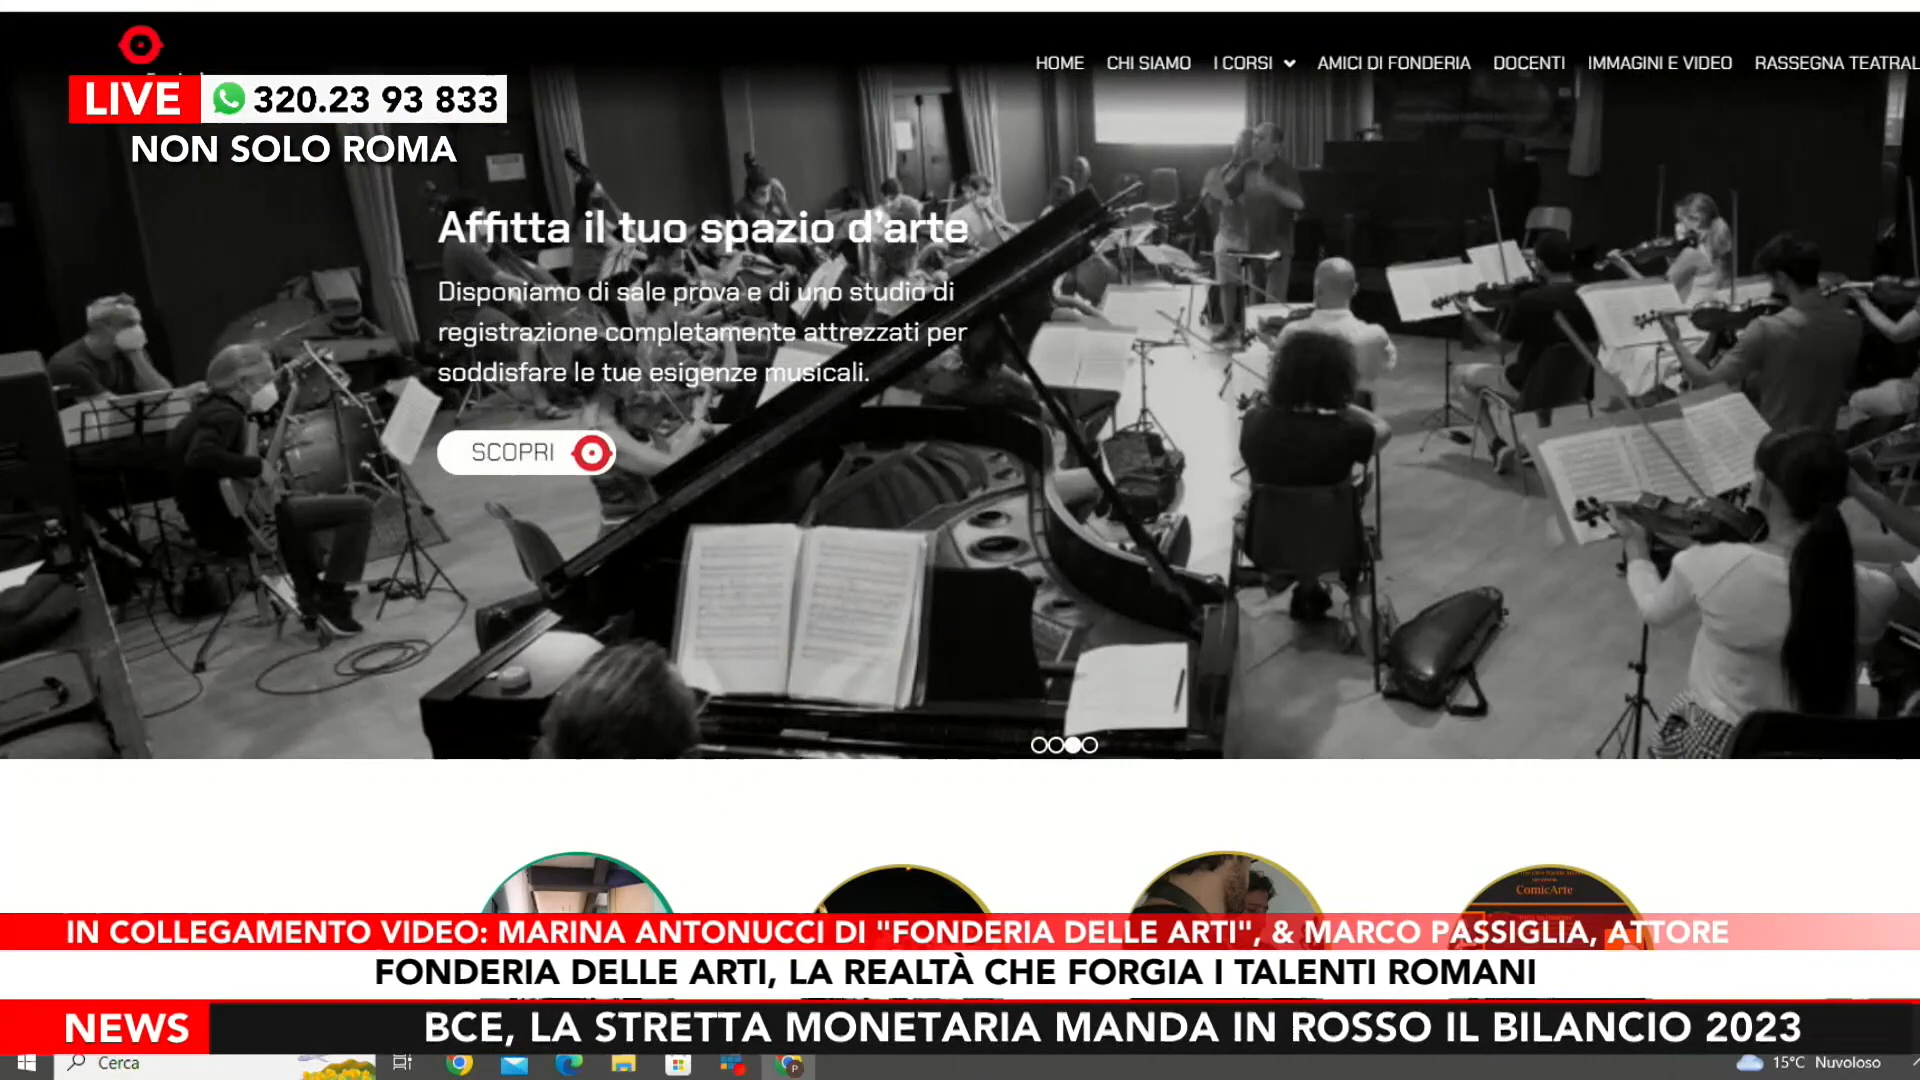 HOME CHI SIAMO I CORSI AMICI DI FONDERIA DOCENTI IMMAGINI E VIDEO RASSEGNA TEATRAL
LIVE 320.23 93 833
NON SOLO ROMA
Affitta il tuo spazio d'arte
Disponiamo di sale prova e di uno studio di
registrazione completamente attrezzati per
soddisfare le tue esigenze musicali.
SCOPRI
ComicArte
IN COLLEGAMENTO VIDEO: MARINA ANTONUCCI DI "FONDERIA DELLE ARTI", & MARCO PASSIGLIA, ATTORE
FONDERIA DELLE ARTI, LA REALTÀ CHE FORGIA I TALENTI ROMANI
NEWS BCE, LA STRETTA MONETARIA MANDA IN ROSSO IL BILANCIO 2023
Cerca
15°C Nuvoloso